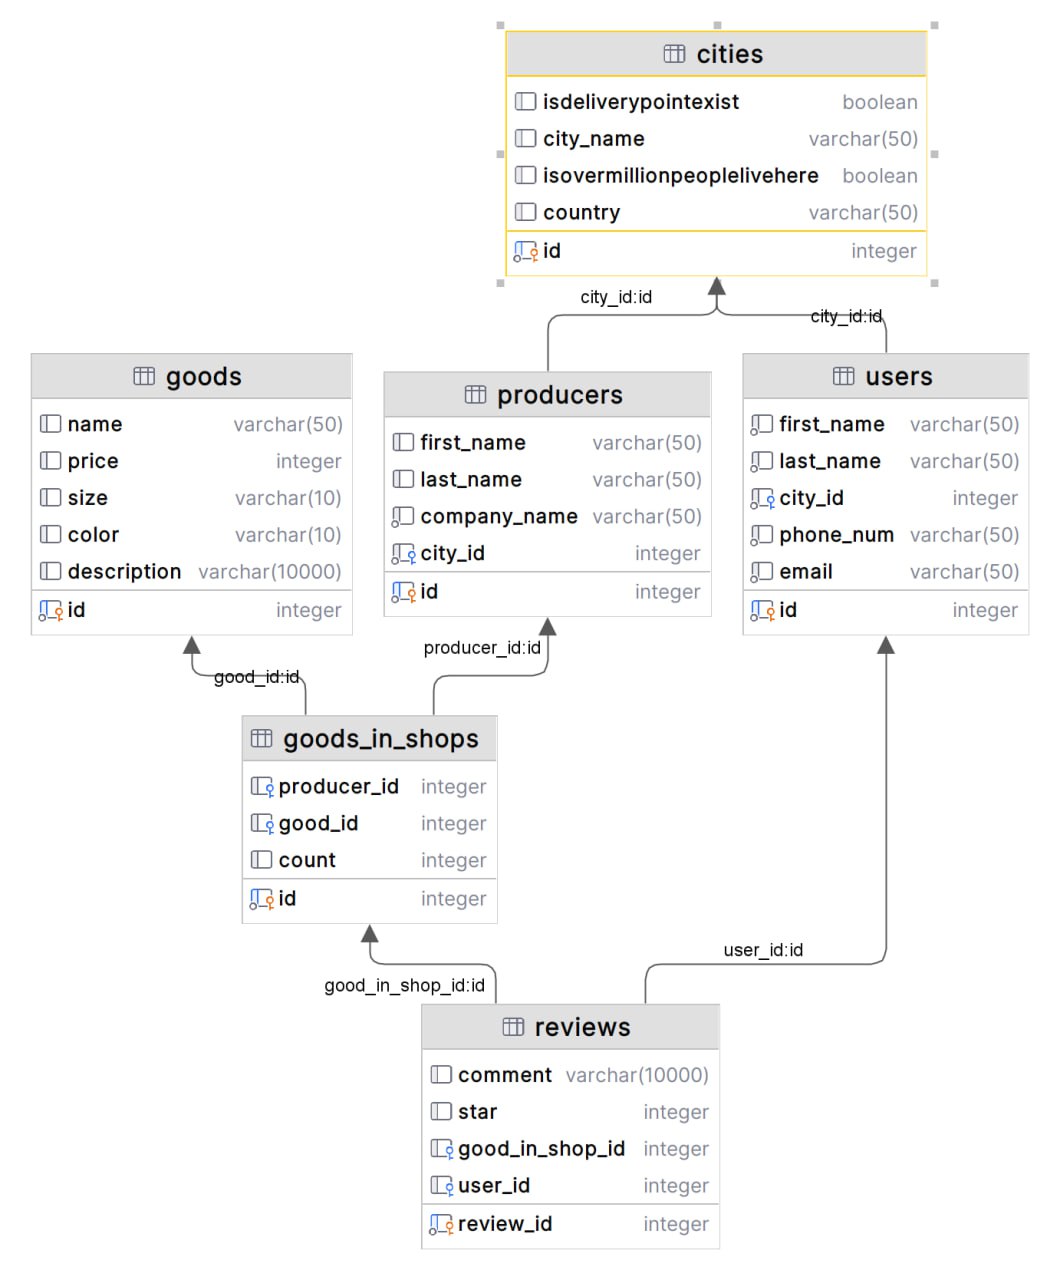 cities
isdeliverypointexist boolean
city_name varchar(50)
isovermillionpeoplelivehere boolean
country varchar(50)
id integer
city_id:id
city_id:id
goods
name varchar(50)
price integer
size varchar(10)
color varchar(10)
description varchar(10000)
id integer
producers
first_name varchar(50)
last_name varchar(50)
company_name varchar(50)
city_id integer
id integer
users
first_name varchar(50)
last_name varchar(50)
city_id integer
phone_num varchar(50)
email varchar(50)
id integer
good_id:id
producer_id:id
goods_in_shops
producer_id integer
good_id integer
count integer
id integer
good_in_shop_id:id
user_id:id
reviews
comment varchar(10000)
star integer
good_in_shop_id integer
user_id integer
review_id integer